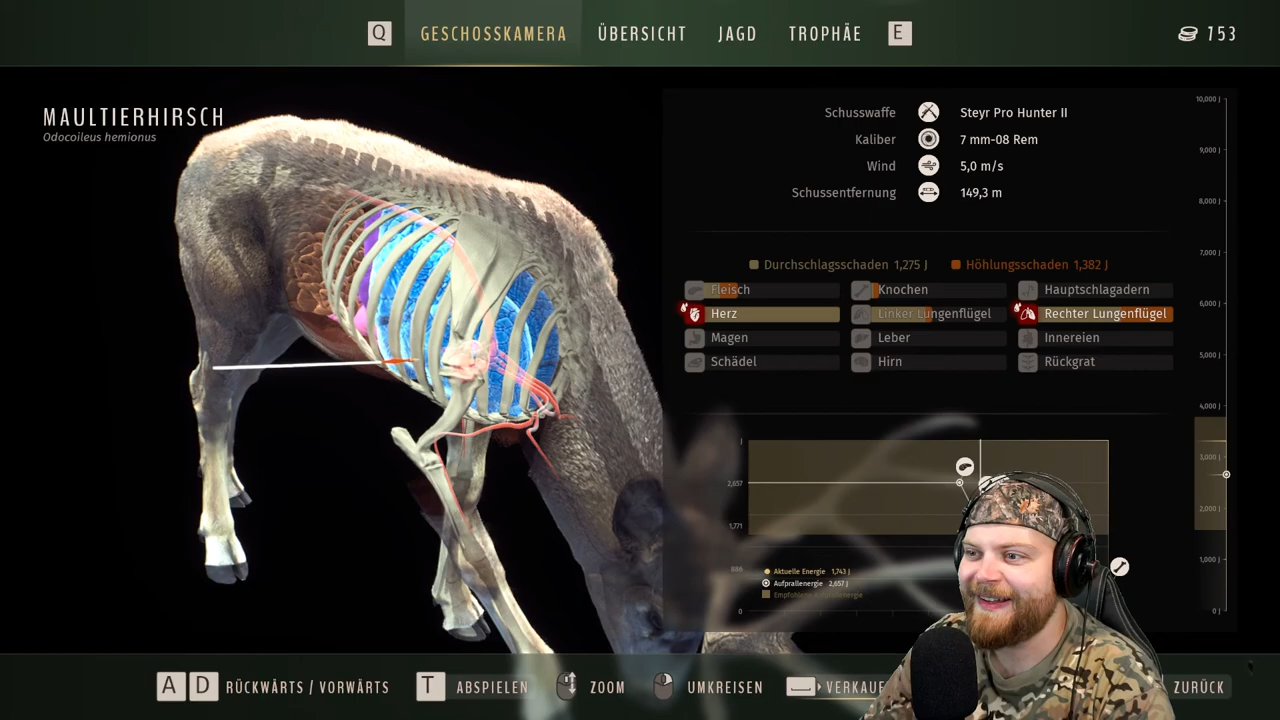 Q GESCHOSSKAMERA ÜBERSICHT JAGD TROPHÄE E 753
MAULTIERHIRSCH
Odocoileus hemionus
Schusswaffe Steyr Pro Hunter II
Kaliber 7 mm-08 Rem
Wind 5,0 m/s
Schussentfernung 149,3 m
Durchschlagsschaden 1,275 J Höhlungsschaden 1,382 J
Fleisch Knochen Hauptschlagadern
Herz Linker Lungenflügel Rechter Lungenflügel
Magen Leber Innereien
Schädel Hirn Rückgrat
10,000 J
9,000 J
8,000 J
7,000 J
6,000 J
5,000 J
4,000 J
3,000 J
2,000 J
1,000 J
0 J
J
2,657
1,771
886
0
Aktuelle Energie 1,743 J
Aufprallenergie 2,657 J
A D RÜCKWÄRTS / VORWÄRTS T ABSPIELEN ZOOM UMKREISEN VERKAUFE ZURÜCK